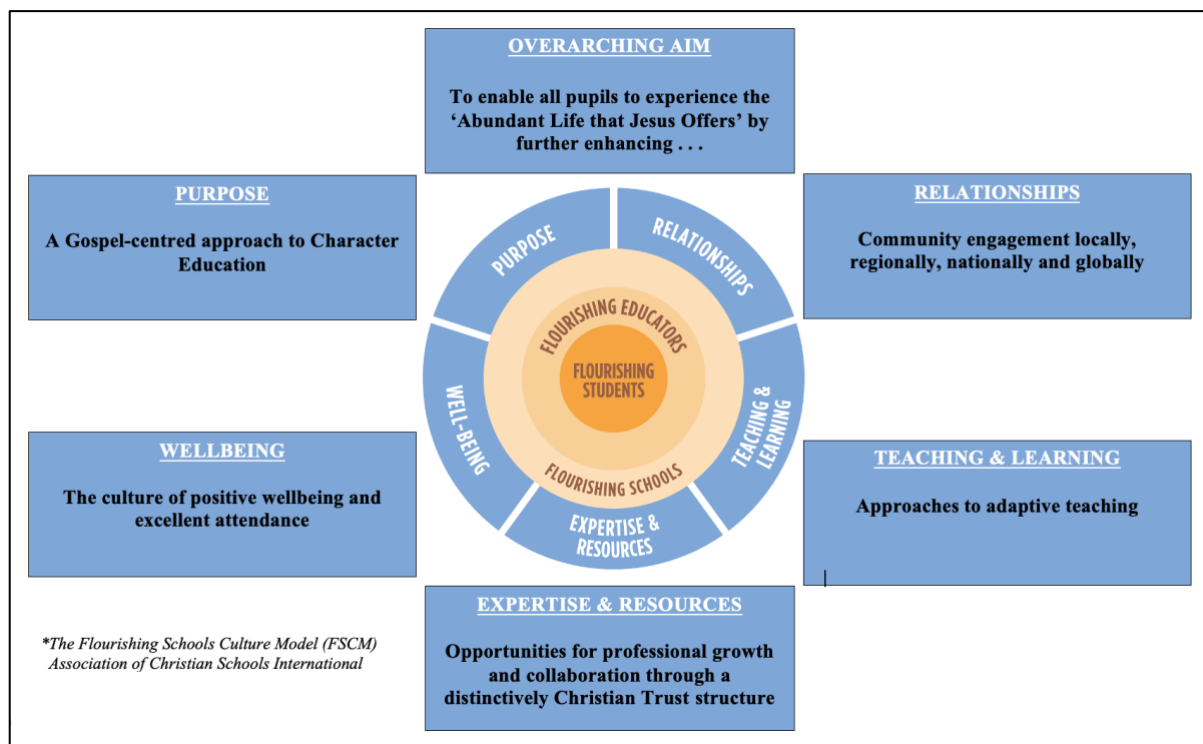 OVERARCHING AIM
To enable all pupils to experience the
‘Abundant Life that Jesus Offers’ by
further enhancing . . .
PURPOSE
A Gospel-centred approach to Character
Education
RELATIONSHIPS
Community engagement locally,
regionally, nationally and globally
PURPOSE
RELATIONSHIPS
WELL-BEING
TEACHING &
LEARNING
EXPERTISE &
RESOURCES
FLOURISHING EDUCATORS
FLOURISHING
STUDENTS
FLOURISHING SCHOOLS
WELLBEING
The culture of positive wellbeing and
excellent attendance
TEACHING & LEARNING
Approaches to adaptive teaching
EXPERTISE & RESOURCES
Opportunities for professional growth
and collaboration through a
distinctively Christian Trust structure
*The Flourishing Schools Culture Model (FSCM)
Association of Christian Schools International